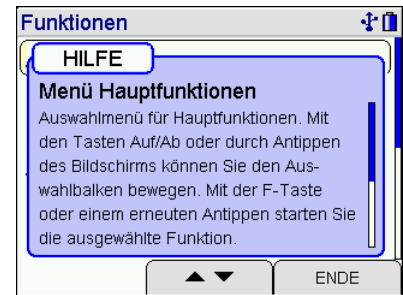 Funktionen
HILFE
Menü Hauptfunktionen
Auswahlmenü für Hauptfunktionen. Mit
den Tasten Auf/Ab oder durch Antippen
des Bildschirms können Sie den Aus-
wahlbalken bewegen. Mit der F-Taste
oder einem erneuten Antippen starten Sie
die ausgewählte Funktion.
ENDE